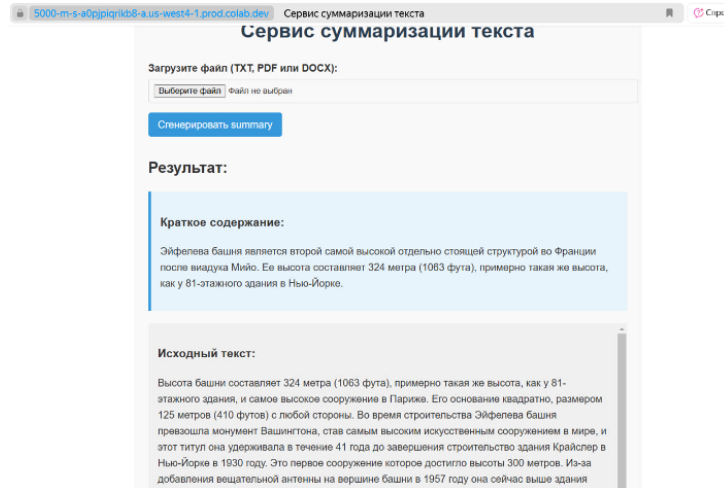 5000-m-s-a0pjpiqrikb8-a.us-west4-1.prod.colab.dev Сервис суммаризации текста
Сервис суммаризации текста
Загрузите файл (TXT, PDF или DOCX):
Выберите файл Файл не выбран
Сгенерировать summary
Результат:
Краткое содержание:
Эйфелева башня является второй самой высокой отдельно стоящей структурой во Франции
после виадука Мийо. Ее высота составляет 324 метра (1063 фута), примерно такая же высота,
как у 81-этажного здания в Нью-Йорке.
Исходный текст:
Высота башни составляет 324 метра (1063 фута), примерно такая же высота, как у 81-
этажного здания, и самое высокое сооружение в Париже. Его основание квадратно, размером
125 метров (410 футов) с любой стороны. Во время строительства Эйфелева башня
превзошла монумент Вашингтона, став самым высоким искусственным сооружением в мире, и
этот титул она удерживала в течение 41 года до завершения строительство здания Крайслер в
Нью-Йорке в 1930 году. Это первое сооружение которое достигло высоты 300 метров. Из-за
добавления вещательной антенны на вершине башни в 1957 году она сейчас выше здания